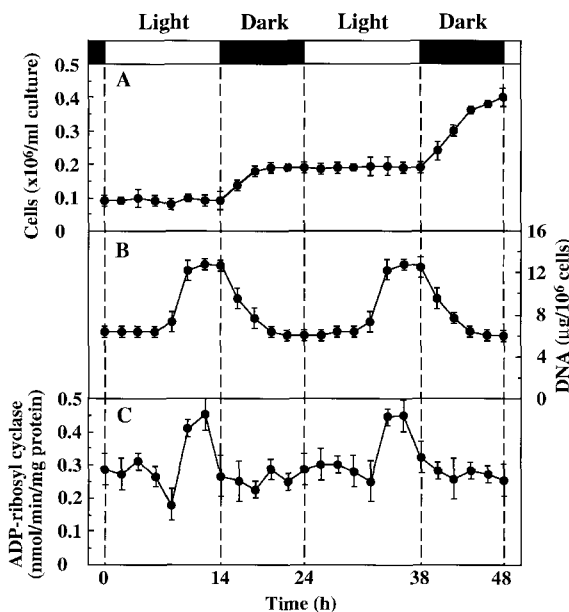 Light Dark Light Dark
A
0.5
0.4
0.3
0.2
0.1
0
Cells (x10⁶/ml culture)
B
16
12
8
4
0
DNA (μg/10⁶ cells)
C
0.5
0.4
0.3
0.2
0.1
0
ADP-ribosyl cyclase
(nmol/min/mg protein)
0 14 24 38 48
Time (h)